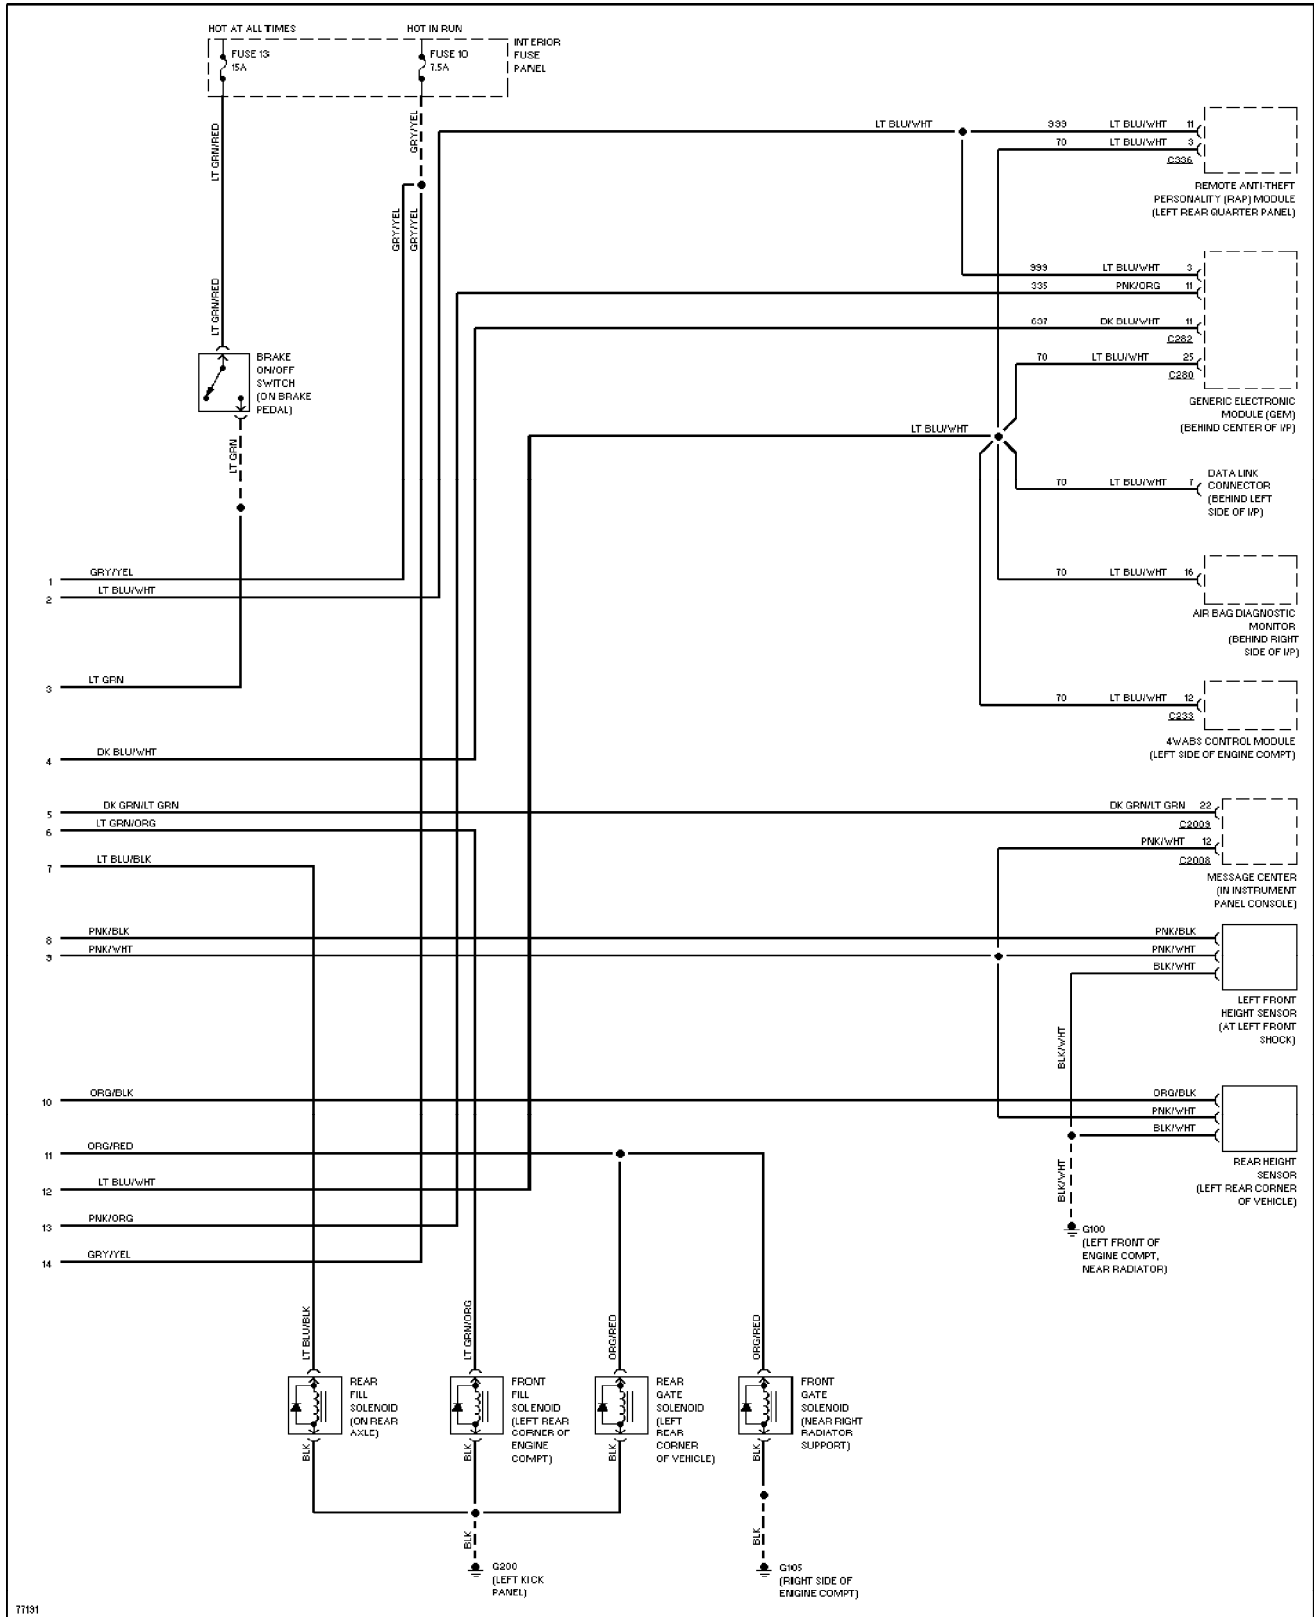 HOT AT ALL TIMES
HOT IN RUN
FUSE 13
15A
FUSE 10
7.5A
INTERIOR
FUSE
PANEL
LT GRN/RED
GRY/YEL
GRY/YEL
GRY/YEL
LT GRN/RED
BRAKE
ON/OFF
SWITCH
(ON BRAKE
PEDAL)
LT GRN
LT BLU/WHT
999 LT BLU/WHT 11
70 LT BLU/WHT 3
C336
REMOTE ANTI-THEFT
PERSONALITY (RAP) MODULE
(LEFT REAR QUARTER PANEL)
999 LT BLU/WHT 3
335 PNK/ORG 11
637 DK BLU/WHT 11
C282
70 LT BLU/WHT 25
C280
GENERIC ELECTRONIC
MODULE (GEM)
(BEHIND CENTER OF I/P)
LT BLU/WHT
70 LT BLU/WHT 7
DATA LINK
CONNECTOR
(BEHIND LEFT
SIDE OF I/P)
70 LT BLU/WHT 16
AIR BAG DIAGNOSTIC
MONITOR
(BEHIND RIGHT
SIDE OF I/P)
70 LT BLU/WHT 12
C233
4WABS CONTROL MODULE
(LEFT SIDE OF ENGINE COMPT)
1 GRY/YEL
2 LT BLU/WHT
3 LT GRN
4 DK BLU/WHT
5 DK GRN/LT GRN
6 LT GRN/ORG
7 LT BLU/BLK
8 PNK/BLK
9 PNK/WHT
10 ORG/BLK
11 ORG/RED
12 LT BLU/WHT
13 PNK/ORG
14 GRY/YEL
DK GRN/LT GRN 22
C2009
PNK/WHT 12
C2008
MESSAGE CENTER
(IN INSTRUMENT
PANEL CONSOLE)
PNK/BLK
PNK/WHT
BLK/WHT
LEFT FRONT
HEIGHT SENSOR
(AT LEFT FRONT
SHOCK)
BLK/WHT
ORG/BLK
PNK/WHT
BLK/WHT
REAR HEIGHT
SENSOR
(LEFT REAR CORNER
OF VEHICLE)
BLK/WHT
G100
(LEFT FRONT OF
ENGINE COMPT,
NEAR RADIATOR)
LT BLU/BLK
LT GRN/ORG
ORG/RED
ORG/RED
REAR
FILL
SOLENOID
(ON REAR
AXLE)
FRONT
FILL
SOLENOID
(LEFT REAR
CORNER OF
ENGINE
COMPT)
REAR
GATE
SOLENOID
(LEFT
REAR
CORNER
OF VEHICLE)
FRONT
GATE
SOLENOID
(NEAR RIGHT
RADIATOR
SUPPORT)
BLK
BLK
BLK
BLK
BLK
BLK
G200
(LEFT KICK
PANEL)
G105
(RIGHT SIDE OF
ENGINE COMPT)
77191